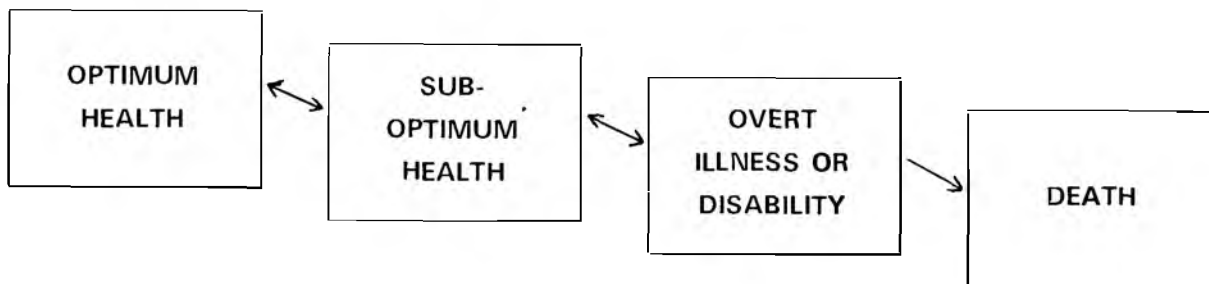 OPTIMUM
HEALTH
SUB-
OPTIMUM
HEALTH
OVERT
ILLNESS OR
DISABILITY
DEATH